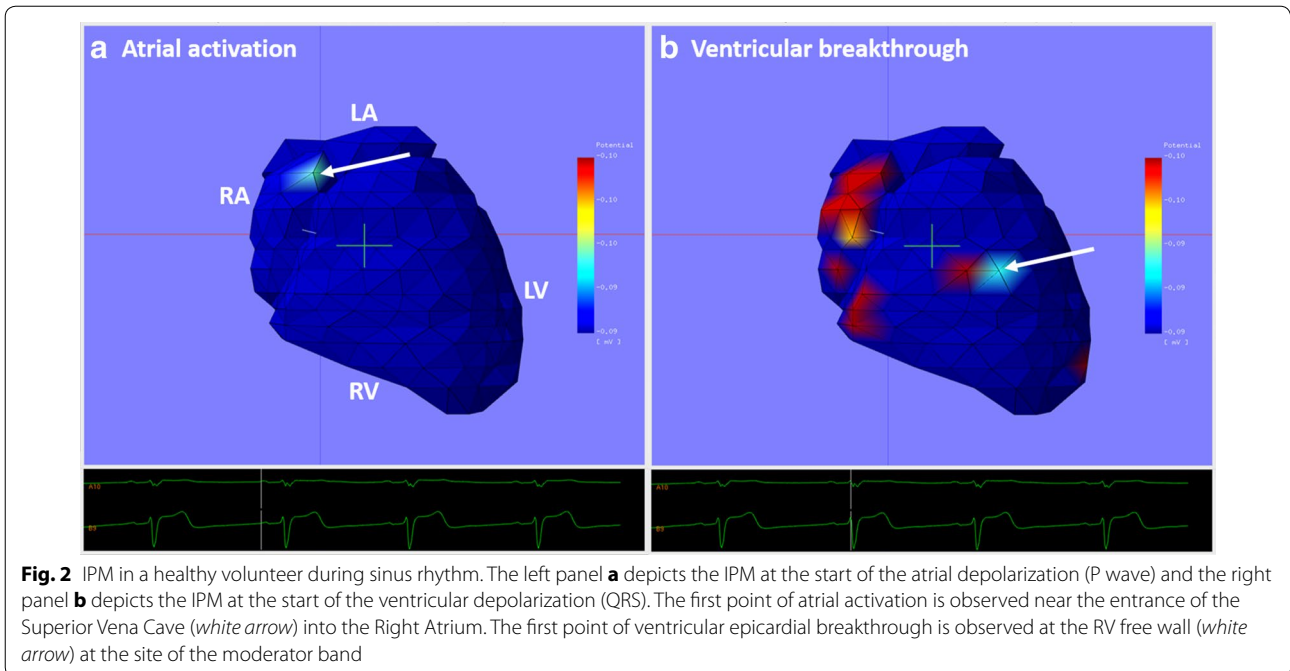 a Atrial activation
LA
RA
LV
RV
Potential
-0,10
-0,10
-0,10
-0,09
-0,09
[ mV ]
A10
B9
b Ventricular breakthrough
Potential
-0,10
-0,10
-0,10
-0,09
-0,09
[ mV ]
A10
B9
Fig. 2 IPM in a healthy volunteer during sinus rhythm. The left panel a depicts the IPM at the start of the atrial depolarization (P wave) and the right
panel b depicts the IPM at the start of the ventricular depolarization (QRS). The first point of atrial activation is observed near the entrance of the
Superior Vena Cave (white arrow) into the Right Atrium. The first point of ventricular epicardial breakthrough is observed at the RV free wall (white
arrow) at the site of the moderator band